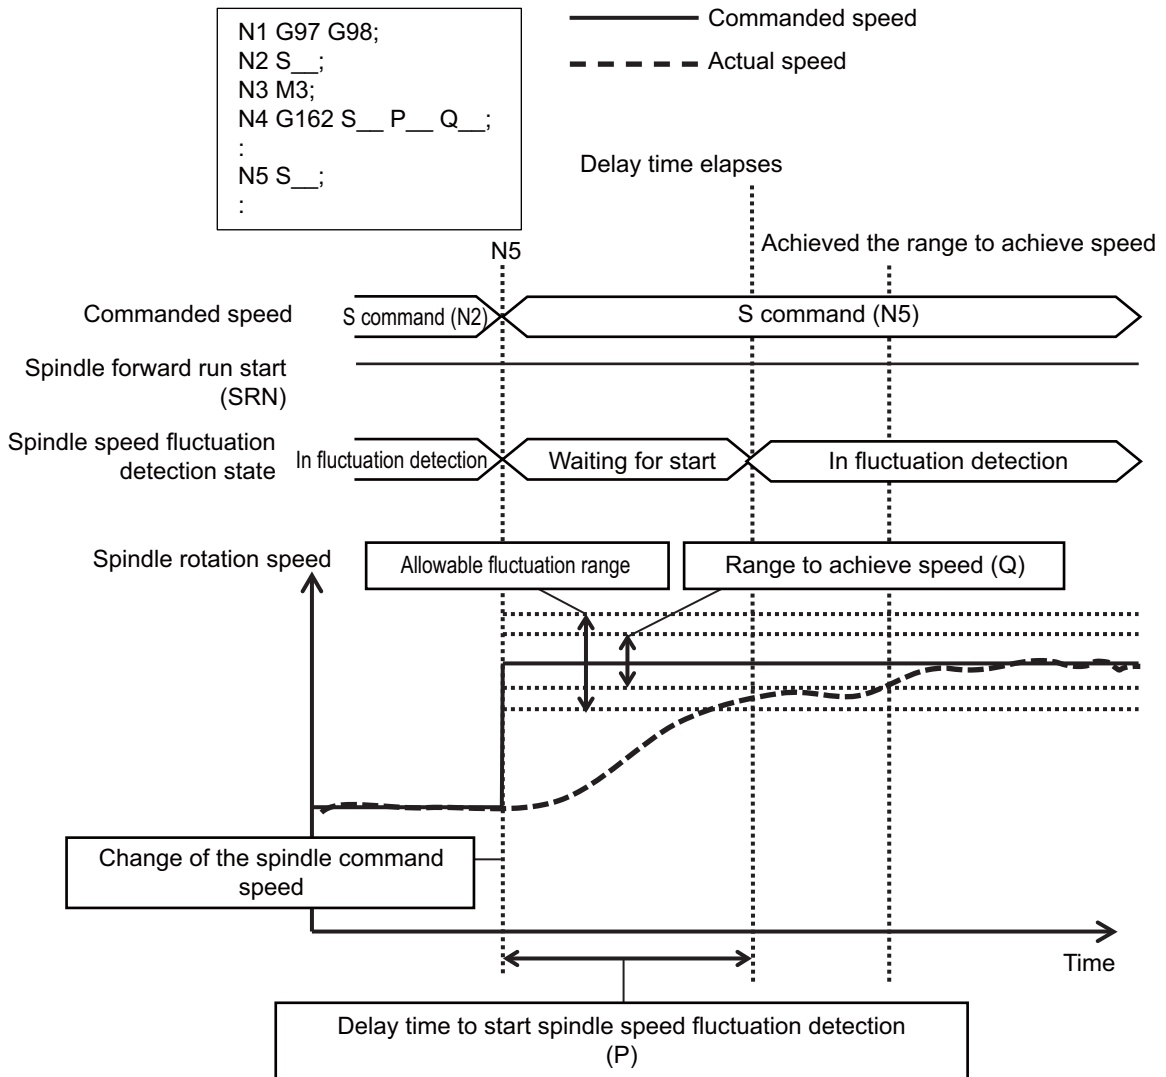 N1 G97 G98;
N2 S__;
N3 M3;
N4 G162 S__ P__ Q__;
:
N5 S__;
:
Commanded speed
Actual speed
Delay time elapses
Achieved the range to achieve speed
N5
Commanded speed
S command (N2)
S command (N5)
Spindle forward run start
(SRN)
Spindle speed fluctuation
detection state
In fluctuation detection
Waiting for start
In fluctuation detection
Spindle rotation speed
Allowable fluctuation range
Range to achieve speed (Q)
Change of the spindle command
speed
Time
Delay time to start spindle speed fluctuation detection
(P)